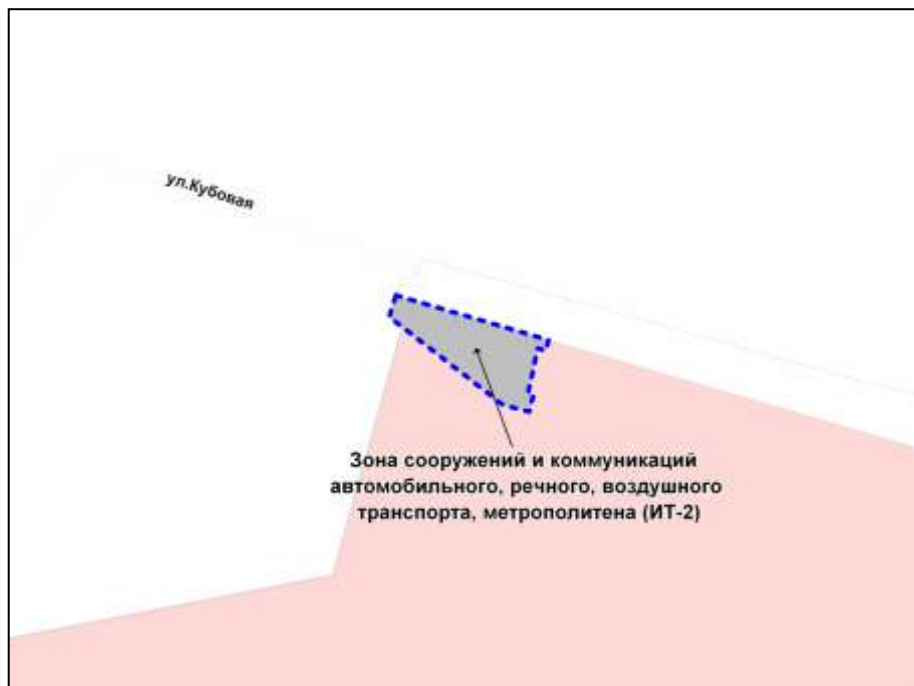 ул.Кубовая
Зона сооружений и коммуникаций
автомобильного, речного, воздушного
транспорта, метрополитена (ИТ-2)